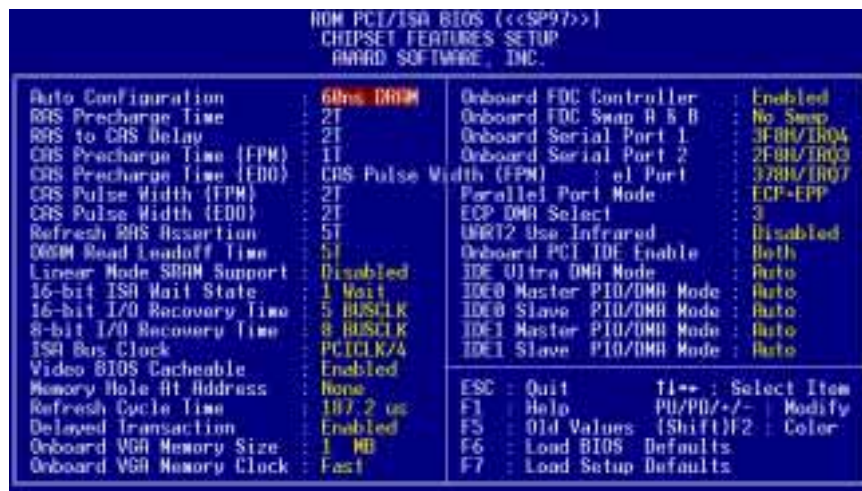 ROM PCI/ISA BIOS (<<SP97>>)
CHIPSET FEATURES SETUP
AWARD SOFTWARE, INC.
Auto Configuration : 60ns DRAM
RAS Precharge Time : 2T
RAS to CAS Delay : 2T
CAS Precharge Time (FPM) : 1T
CAS Precharge Time (EDO) : CAS Pulse Width (FPM) : el Port : 378H/IRQ7
CAS Pulse Width (FPM) : 2T
CAS Pulse Width (EDO) : 2T
Refresh RAS Assertion : 5T
DRAM Read Leadoff Time : 5T
Linear Mode SRAM Support : Disabled
16-bit ISA Wait State : 1 Wait
16-bit I/O Recovery Time : 5 BUSCLK
8-bit I/O Recovery Time : 8 BUSCLK
ISA Bus Clock : PCICLK/4
Video BIOS Cacheable : Enabled
Memory Hole At Address : None
Refresh Cycle Time : 187.2 us
Delayed Transaction : Enabled
Onboard VGA Memory Size : 1 MB
Onboard VGA Memory Clock : Fast
Onboard FDC Controller : Enabled
Onboard FDC Swap A & B : No Swap
Onboard Serial Port 1 : 3F8H/IRQ4
Onboard Serial Port 2 : 2F8H/IRQ3
Parallel Port Mode : ECP+EPP
ECP DMA Select : 3
UART2 Use Infrared : Disabled
Onboard PCI IDE Enable : Both
IDE Ultra DMA Mode : Auto
IDE0 Master PIO/DMA Mode : Auto
IDE0 Slave PIO/DMA Mode : Auto
IDE1 Master PIO/DMA Mode : Auto
IDE1 Slave PIO/DMA Mode : Auto
ESC : Quit ↑↓→← : Select Item
F1 : Help PU/PD/+/- : Modify
F5 : Old Values (Shift)F2 : Color
F6 : Load BIOS Defaults
F7 : Load Setup Defaults